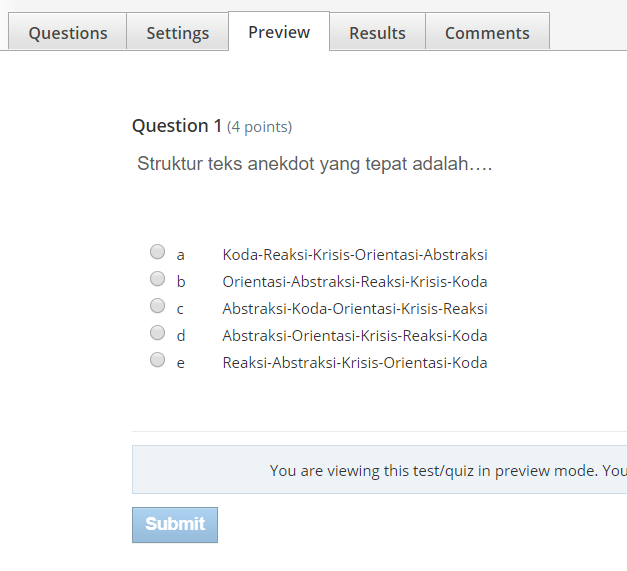 Questions Settings Preview Results Comments
Question 1 (4 points)
Struktur teks anekdot yang tepat adalah....
a Koda-Reaksi-Krisis-Orientasi-Abstraksi
b Orientasi-Abstraksi-Reaksi-Krisis-Koda
c Abstraksi-Koda-Orientasi-Krisis-Reaksi
d Abstraksi-Orientasi-Krisis-Reaksi-Koda
e Reaksi-Abstraksi-Krisis-Orientasi-Koda
You are viewing this test/quiz in preview mode. You
Submit